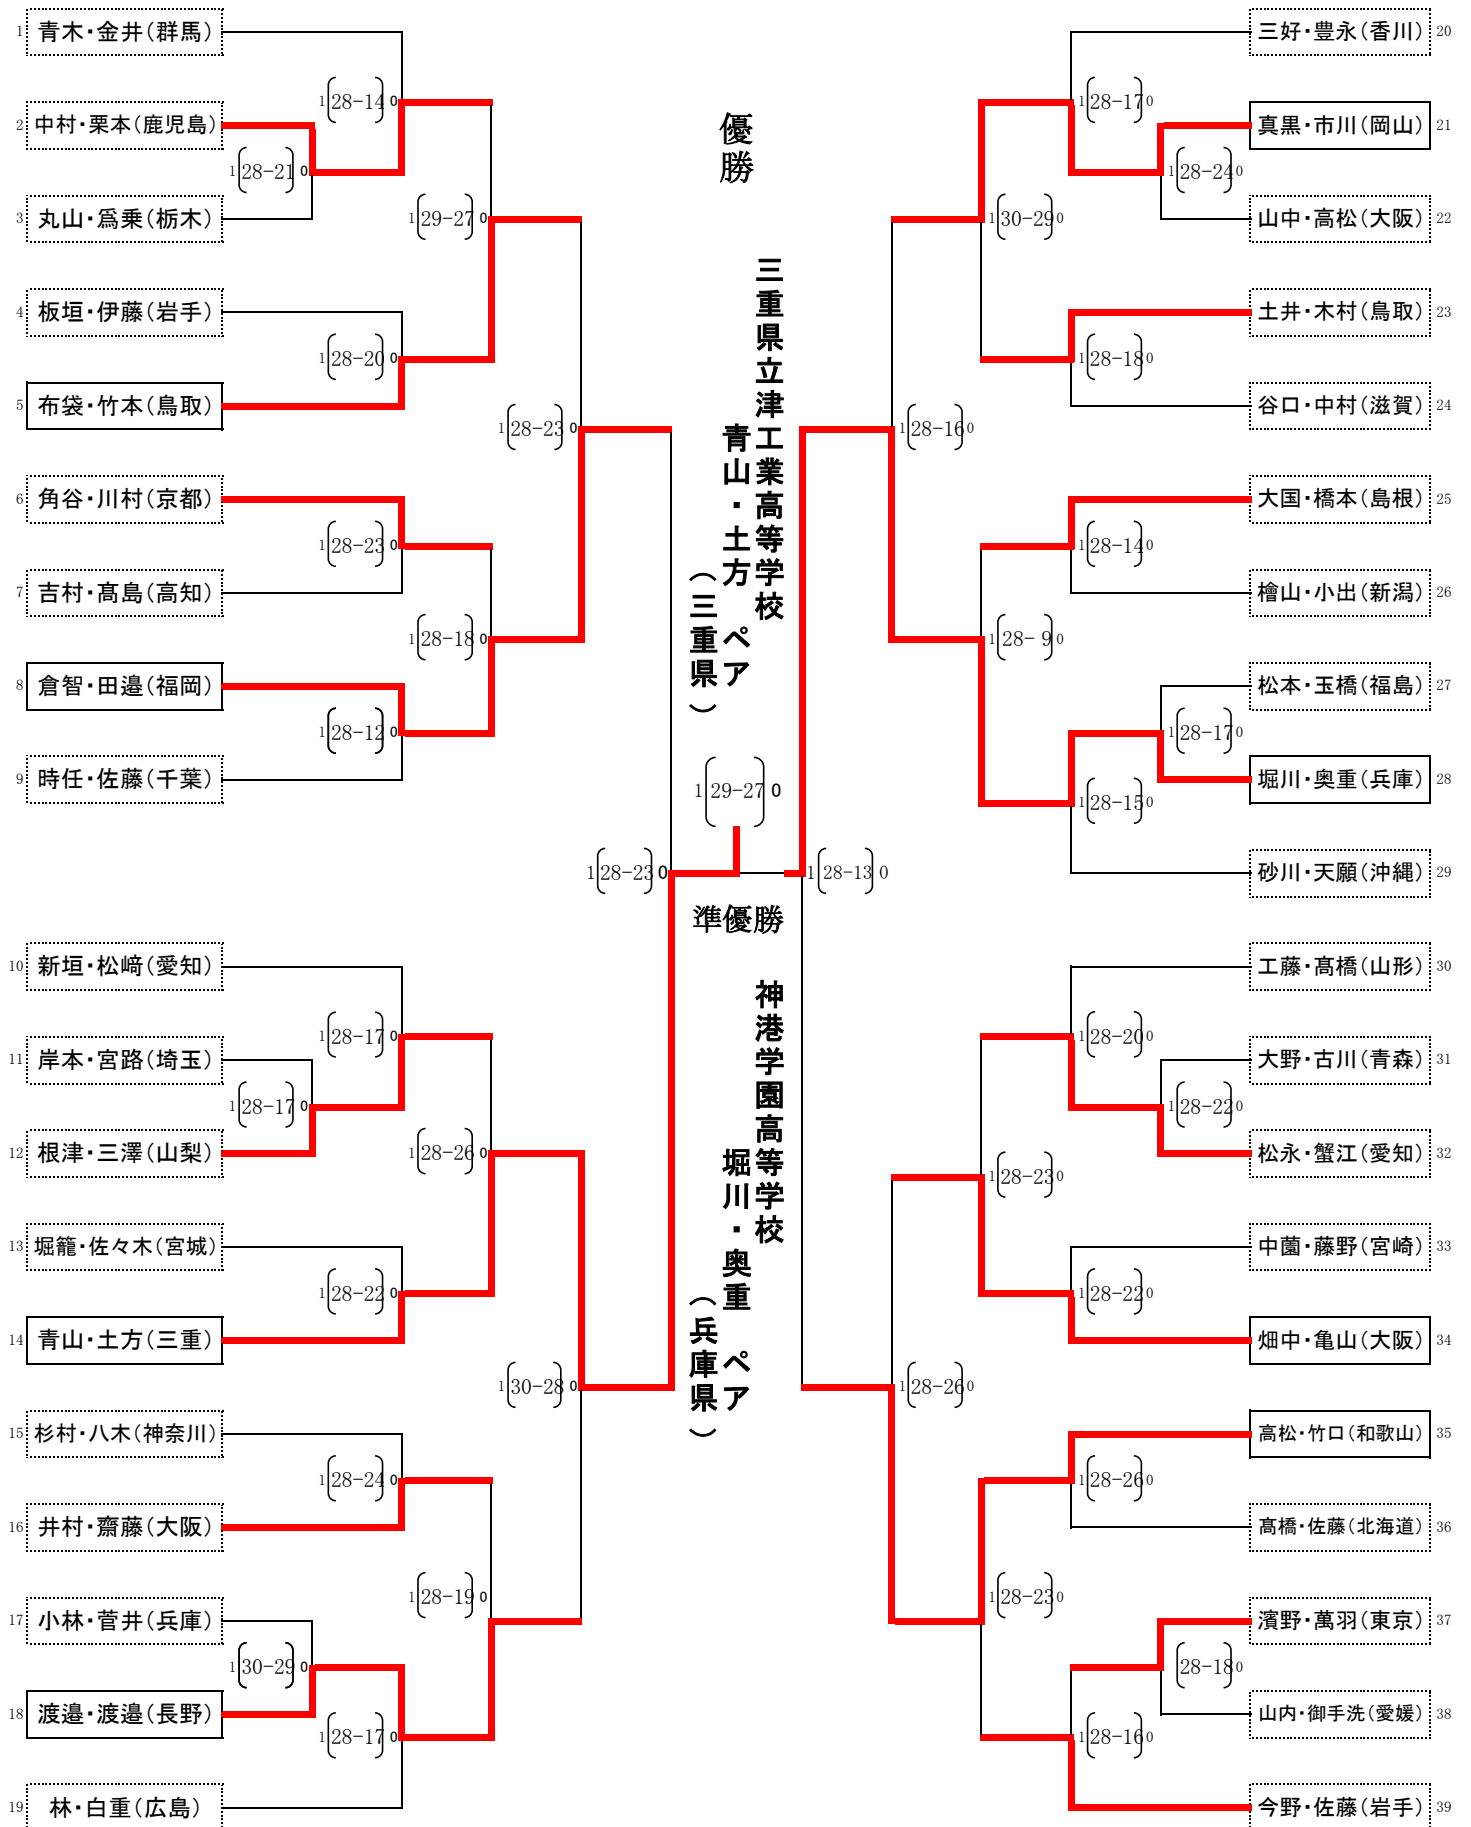 1 青木・金井(群馬)
1 28-14 0
2 中村・栗本(鹿児島)
1 28-21 0
3 丸山・爲乗(栃木)
1 29-27 0
4 板垣・伊藤(岩手)
1 28-20 0
5 布袋・竹本(鳥取)
1 28-23 0
6 角谷・川村(京都)
1 28-23 0
7 吉村・髙島(高知)
1 28-18 0
8 倉智・田邉(福岡)
1 28-12 0
9 時任・佐藤(千葉)
1 28-23 0
10 新垣・松﨑(愛知)
1 28-17 0
11 岸本・宮路(埼玉)
1 28-17 0
12 根津・三澤(山梨)
1 28-26 0
13 堀籠・佐々木(宮城)
1 28-22 0
14 青山・土方(三重)
1 30-28 0
15 杉村・八木(神奈川)
1 28-24 0
16 井村・齋藤(大阪)
1 28-19 0
17 小林・菅井(兵庫)
1 30-29 0
18 渡邉・渡邉(長野)
1 28-17 0
19 林・白重(広島)
優勝
三重県立津工業高等学校
青山・土方 ペア
(三重県)
1 29-27 0
準優勝
神港学園高等学校
堀川・奥重 ペア
(兵庫県)
三好・豊永(香川) 20
1 28-17 0
真黒・市川(岡山) 21
1 28-24 0
山中・高松(大阪) 22
1 30-29 0
土井・木村(鳥取) 23
1 28-18 0
谷口・中村(滋賀) 24
1 28-16 0
大国・橋本(島根) 25
1 28-14 0
檜山・小出(新潟) 26
1 28- 9 0
松本・玉橋(福島) 27
1 28-17 0
堀川・奥重(兵庫) 28
1 28-15 0
砂川・天願(沖縄) 29
1 28-13 0
工藤・髙橋(山形) 30
1 28-20 0
大野・古川(青森) 31
1 28-22 0
松永・蟹江(愛知) 32
1 28-23 0
中薗・藤野(宮崎) 33
1 28-22 0
畑中・亀山(大阪) 34
1 28-26 0
高松・竹口(和歌山) 35
1 28-26 0
髙橋・佐藤(北海道) 36
1 28-23 0
濱野・萬羽(東京) 37
28-18 0
山内・御手洗(愛媛) 38
1 28-16 0
今野・佐藤(岩手) 39